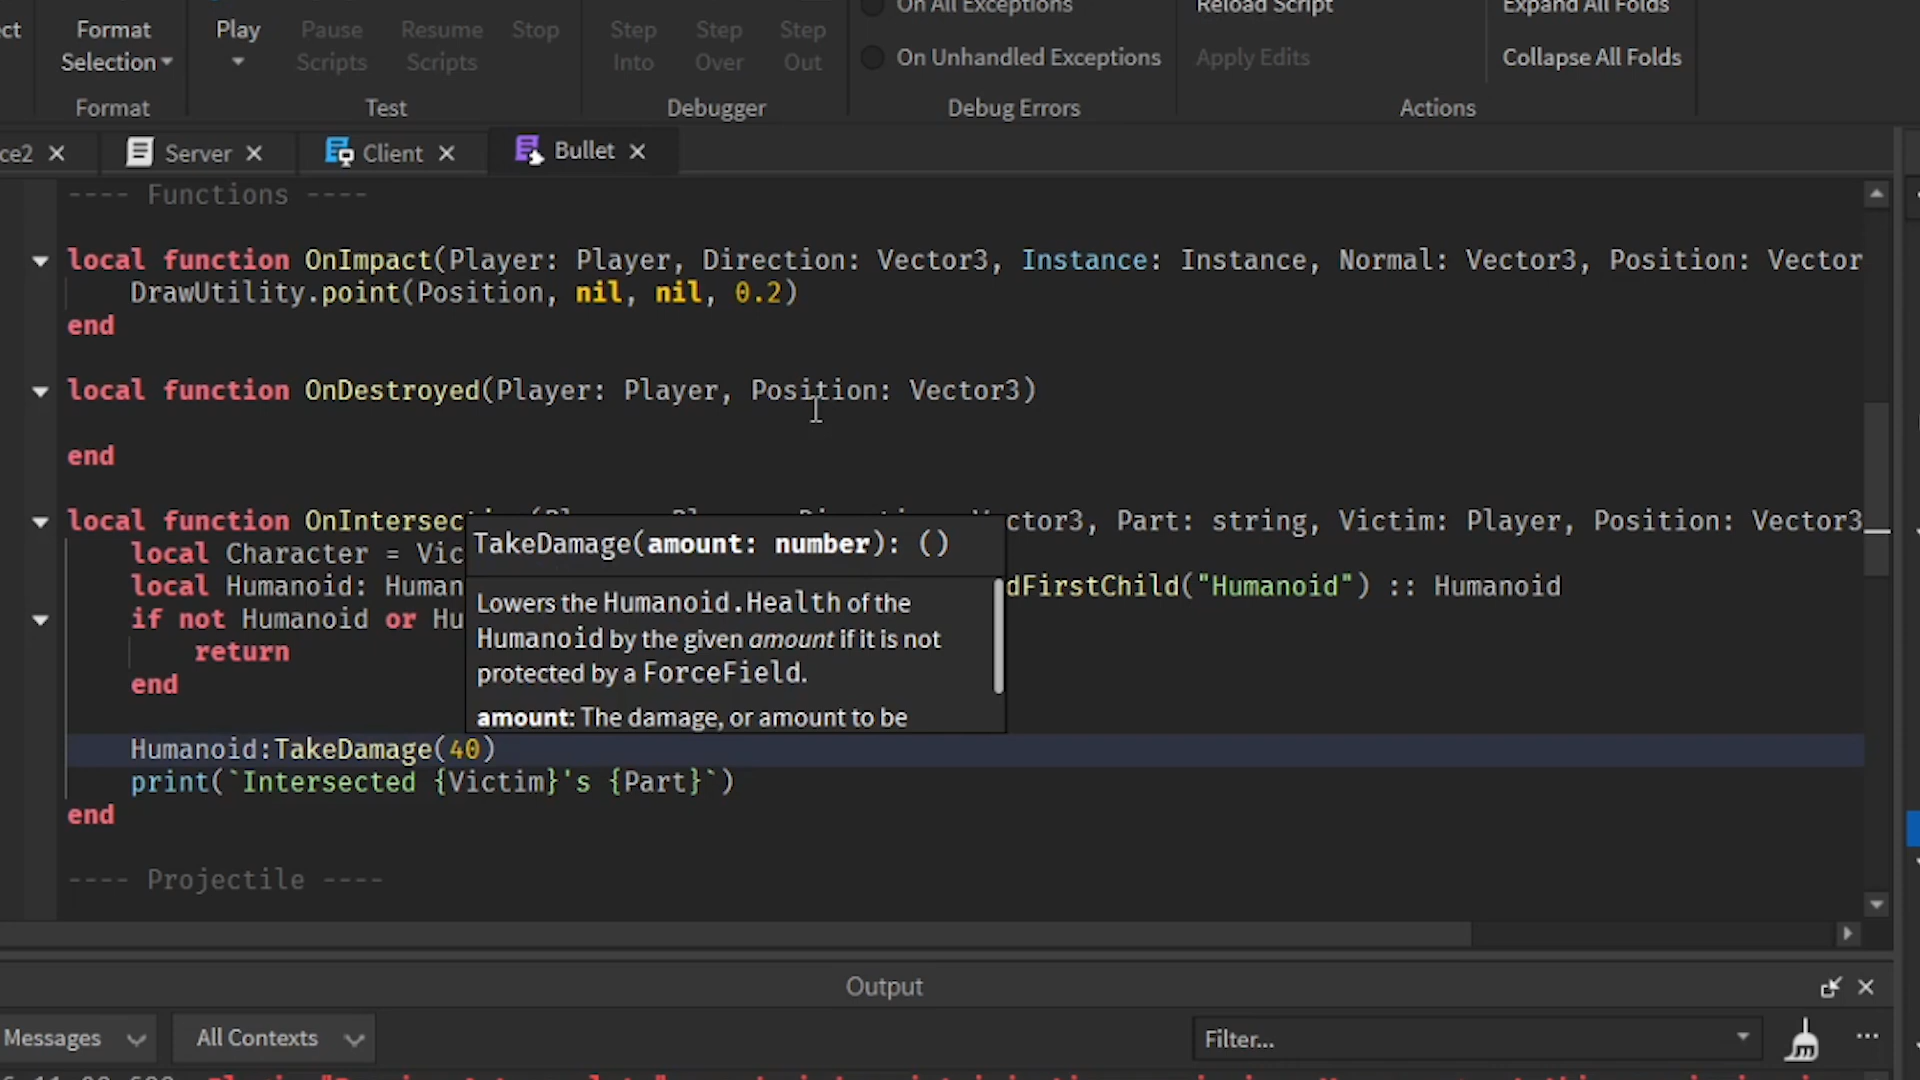 On All Exceptions
Reload Script
Expand All Folds
ect
Format
Selection
Play
Pause
Scripts
Resume
Scripts
Stop
Step
Into
Step
Over
Step
Out
On Unhandled Exceptions
Apply Edits
Collapse All Folds
Format
Test
Debugger
Debug Errors
Actions
ce2
Server
Client
Bullet
---- Functions ----
local function OnImpact(Player: Player, Direction: Vector3, Instance: Instance, Normal: Vector3, Position: Vector
DrawUtility.point(Position, nil, nil, 0.2)
end
local function OnDestroyed(Player: Player, Position: Vector3)
end
local function OnIntersec
ctor3, Part: string, Victim: Player, Position: Vector3
TakeDamage(amount: number): ()
local Character = Vic
local Humanoid: Human
dFirstChild("Humanoid") :: Humanoid
Lowers the Humanoid.Health of the
Humanoid by the given amount if it is not
protected by a ForceField.
amount: The damage, or amount to be
if not Humanoid or Hu
return
end
Humanoid:TakeDamage(40)
print(`Intersected {Victim}'s {Part}`)
end
---- Projectile ----
Output
Messages
All Contexts
Filter...